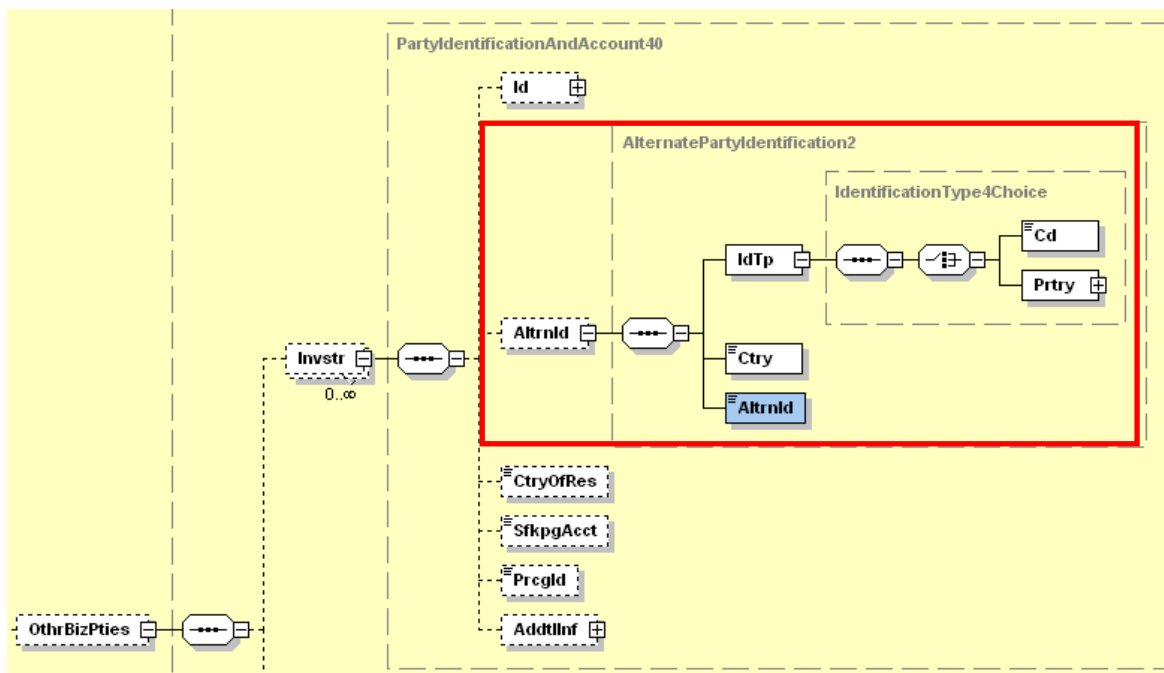 PartyIdentificationAndAccount40
Id
AlternatePartyIdentification2
IdentificationType4Choice
Cd
IdTp
Prtry
AltrnId
Invstr
Ctry
0..∞
AltrnId
CtryOfRes
SfkpgAcct
PrcgId
OthrBizPties
AddtlInf